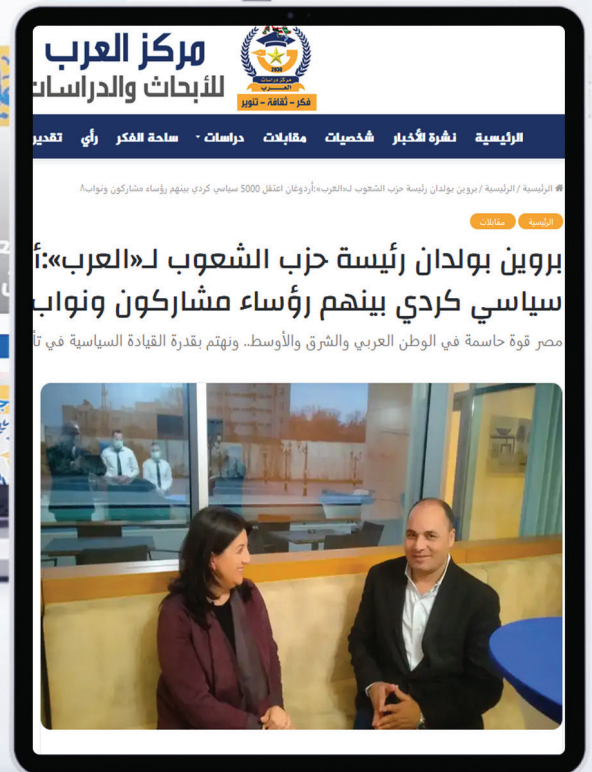 مركز العرب
للأبحاث والدراسات
2020
مركز دراسات
العـــرب
فكر - ثقافة - تنوير
الرئيسية نشرة الأخبار شخصيات مقابلات دراسات ساحة الفكر رأي تقدير
الرئيسية / الرئيسية / بروين بولدان رئيسة حزب الشعوب لـ«العرب»:أردوغان اعتقل 5000 سياسي كردي بينهم رؤساء مشاركون ونواب
الرئيسية مقابلات
بروين بولدان رئيسة حزب الشعوب لـ«العرب»:أ
سياسي كردي بينهم رؤساء مشاركون ونواب
مصر قوة حاسمة في الوطن العربي والشرق والأوسط.. ونهتم بقدرة القيادة السياسية في تأ